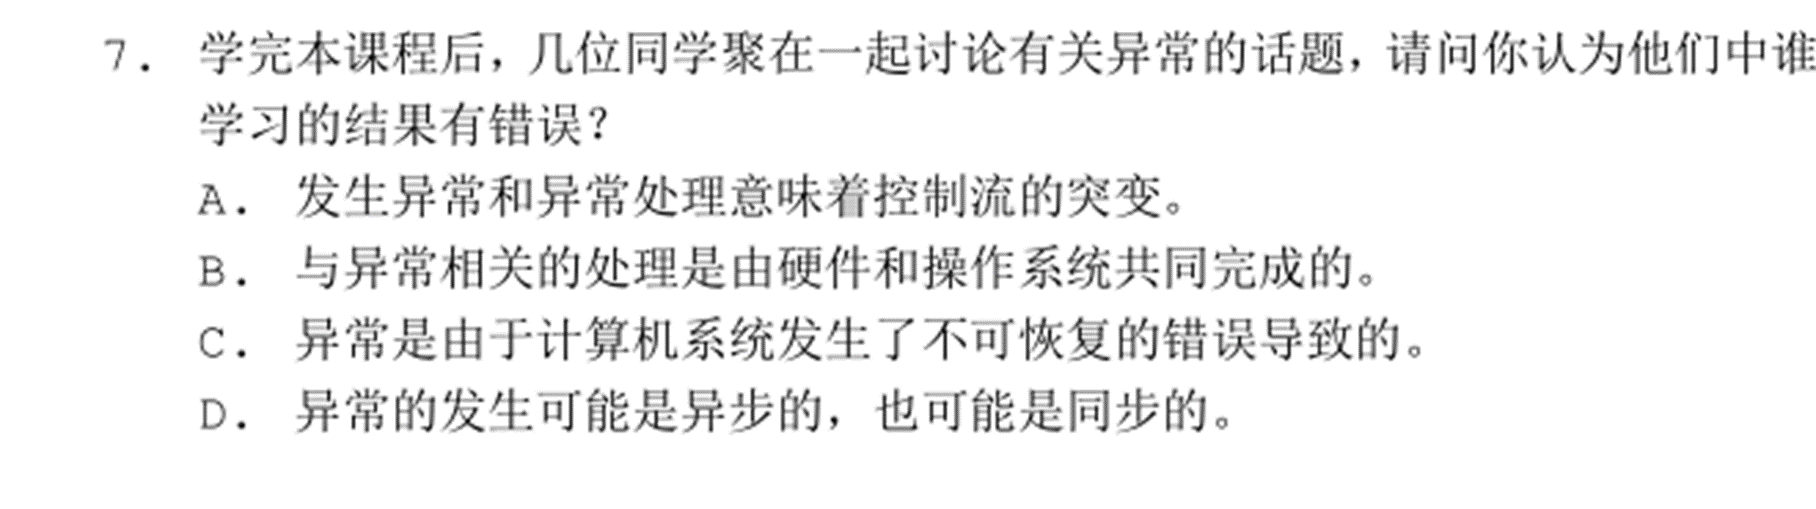 7. 学完本课程后，几位同学聚在一起讨论有关异常的话题，请问你认为他们中谁
学习的结果有错误？
A. 发生异常和异常处理意味着控制流的突变。
B. 与异常相关的处理是由硬件和操作系统共同完成的。
C. 异常是由于计算机系统发生了不可恢复的错误导致的。
D. 异常的发生可能是异步的，也可能是同步的。